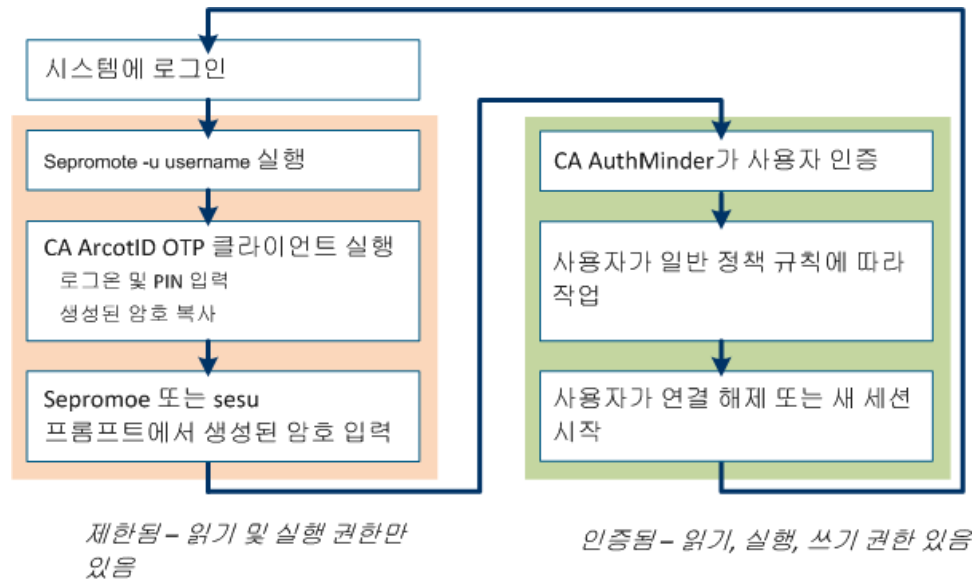 시스템에 로그인
Sepromote -u username 실행
CA ArcotID OTP 클라이언트 실행
로그온 및 PIN 입력
생성된 암호 복사
Sepromoe 또는 sesu
프롬프트에서 생성된 암호 입력
제한됨 – 읽기 및 실행 권한만
있음
CA AuthMinder가 사용자 인증
사용자가 일반 정책 규칙에 따라
작업
사용자가 연결 해제 또는 새 세션
시작
인증됨 – 읽기, 실행, 쓰기 권한 있음